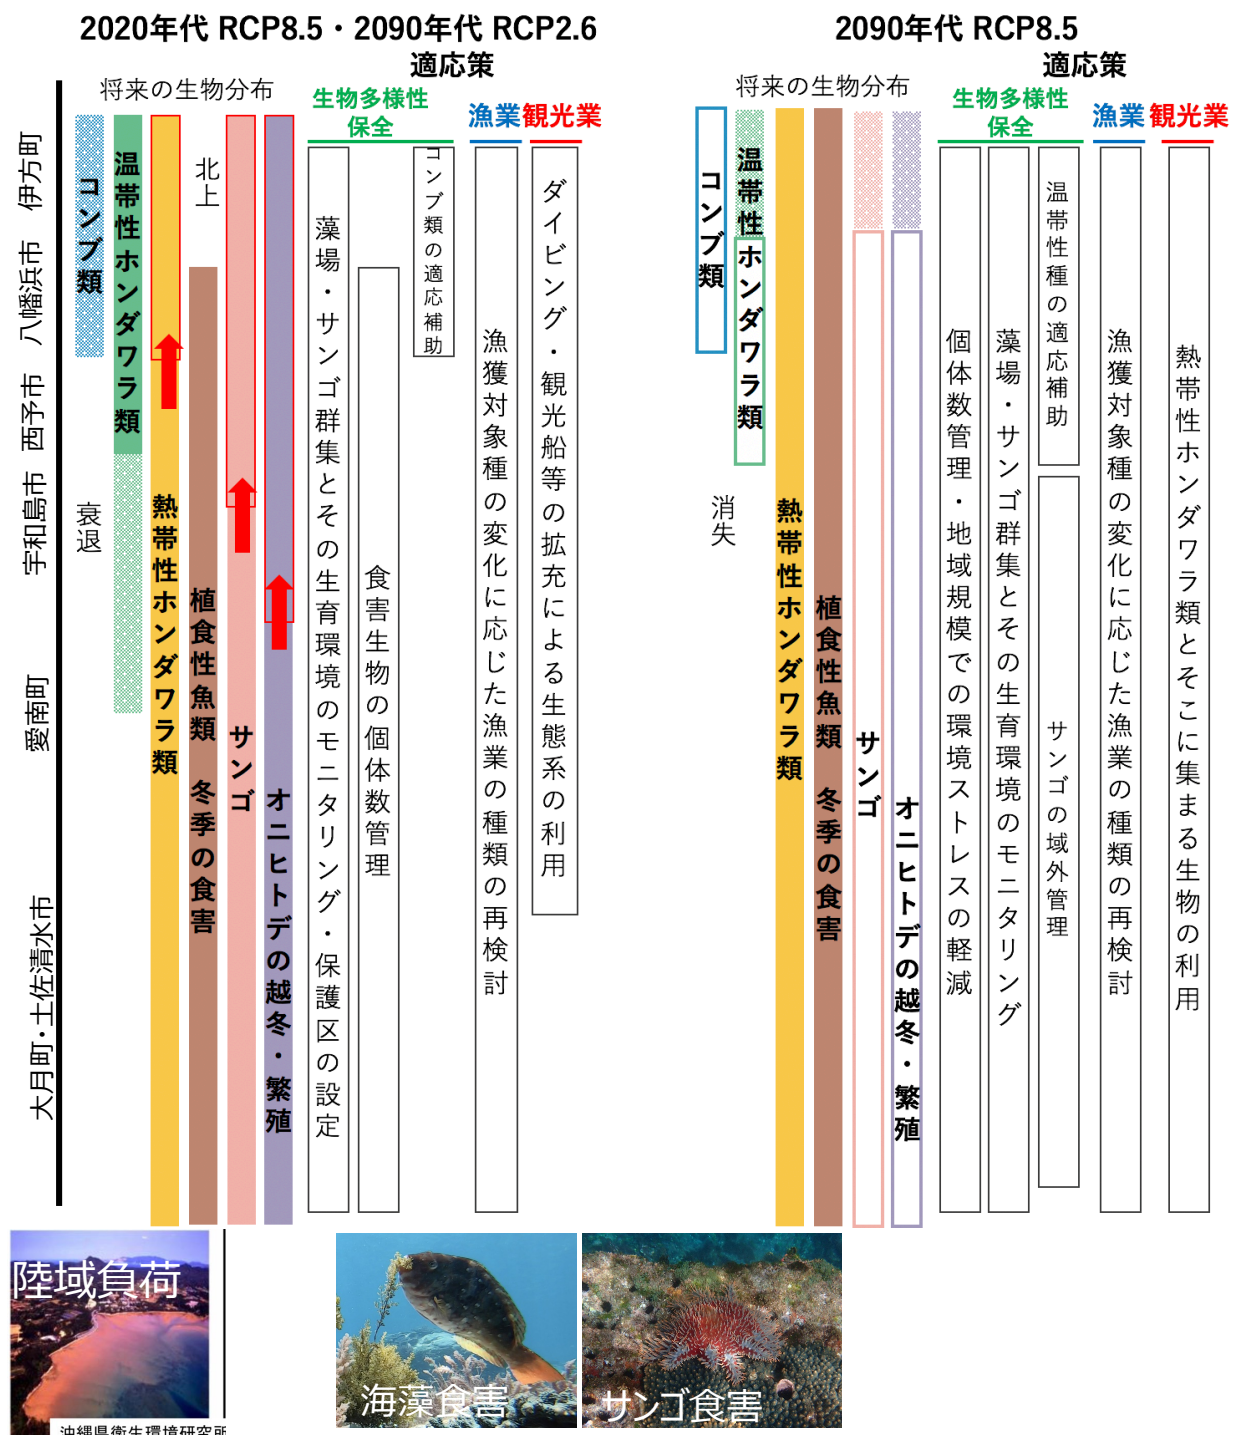 2020年代 RCP8.5・2090年代 RCP2.6
適応策
将来の生物分布
生物多様性
保全
漁業
観光業
伊方町
八幡浜市
西予市
宇和島市
愛南町
大月町・土佐清水市
コンブ類
衰退
温帯性ホンダワラ類
熱帯性ホンダワラ類
北上
植食性魚類 冬季の食害
サンゴ
オニヒトデの越冬・繁殖
藻場・サンゴ群集とその生育環境のモニタリング・保護区の設定
食害生物の個体数管理
コンブ類の適応補助
漁獲対象種の変化に応じた漁業の種類の再検討
ダイビング・観光船等の拡充による生態系の利用
2090年代 RCP8.5
適応策
将来の生物分布
生物多様性
保全
漁業
観光業
コンブ類
消失
温帯性ホンダワラ類
熱帯性ホンダワラ類
植食性魚類 冬季の食害
サンゴ
オニヒトデの越冬・繁殖
個体数管理・地域規模での環境ストレスの軽減
藻場・サンゴ群集とその生育環境のモニタリング
温帯性種の適応補助
サンゴの域外管理
漁獲対象種の変化に応じた漁業の種類の再検討
熱帯性ホンダワラ類とそこに集まる生物の利用
陸域負荷
沖縄県衛生環境研究所
海藻食害
サンゴ食害